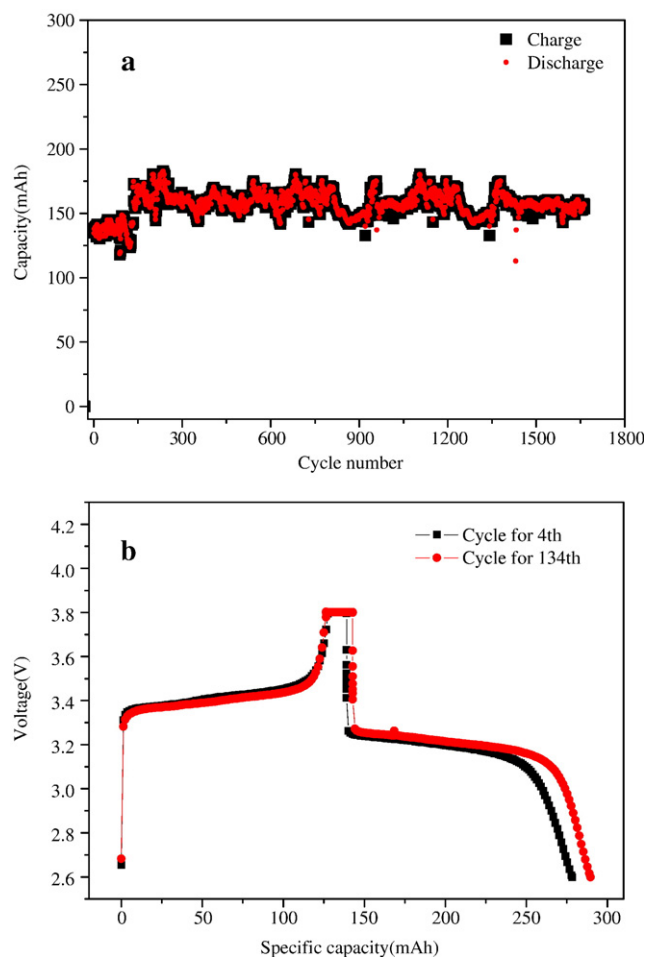 300
250
200
150
100
50
0
Capacity(mAh)
a
Charge
Discharge
0 300 600 900 1200 1500 1800
Cycle number
4.2
4.0
3.8
3.6
3.4
3.2
3.0
2.8
2.6
Voltage(V)
b
Cycle for 4th
Cycle for 134th
0 50 100 150 200 250 300
Specific capacity(mAh)